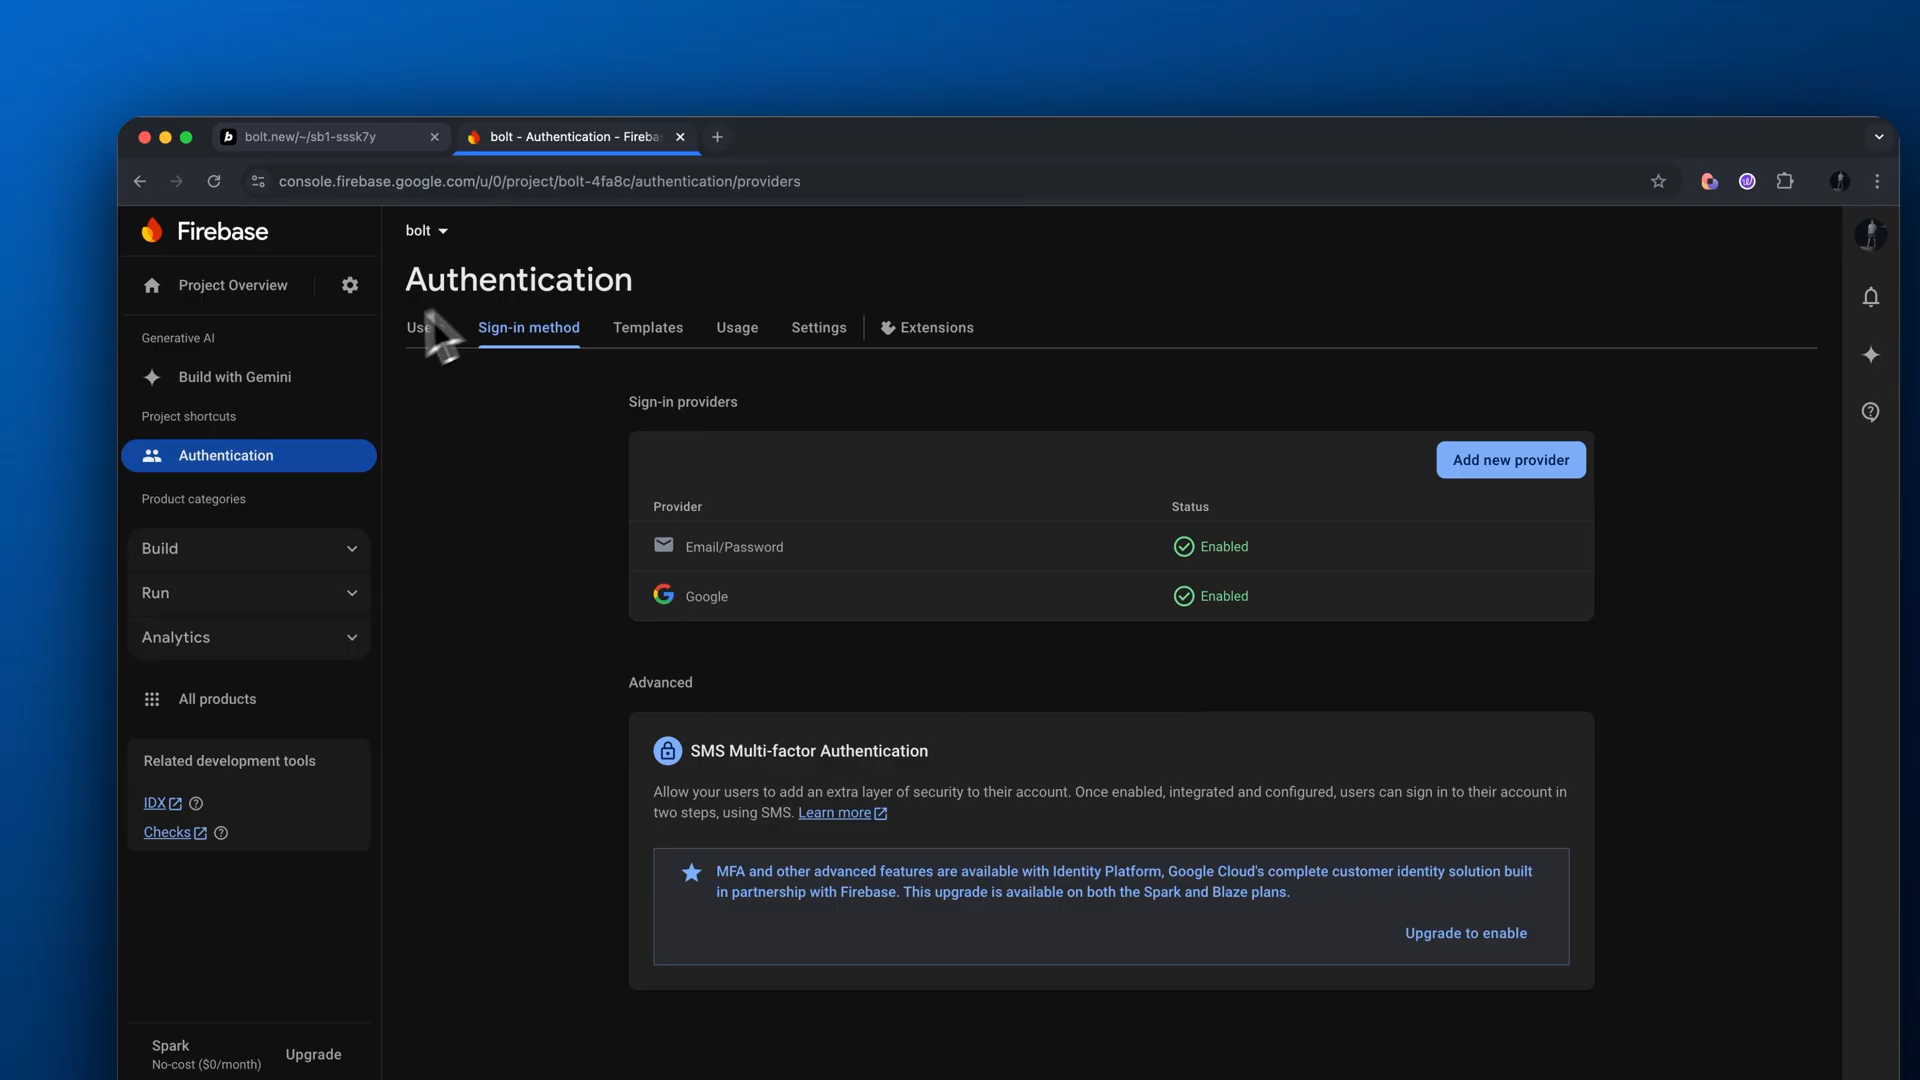 bolt.new/~/sb1-sssk7y
bolt - Authentication - Fireba
console.firebase.google.com/u/0/project/bolt-4fa8c/authentication/providers
Firebase
bolt
Project Overview
Authentication
Sign-in method
Templates
Usage
Settings
Extensions
Generative AI
Build with Gemini
Project shortcuts
Authentication
Product categories
Build
Run
Analytics
All products
Related development tools
IDX
Checks
Spark
No-cost ($0/month)
Upgrade
Sign-in providers
Add new provider
Provider
Status
Email/Password
Enabled
Google
Enabled
Advanced
SMS Multi-factor Authentication
Allow your users to add an extra layer of security to their account. Once enabled, integrated and configured, users can sign in to their account in
two steps, using SMS. Learn more
MFA and other advanced features are available with Identity Platform, Google Cloud's complete customer identity solution built
in partnership with Firebase. This upgrade is available on both the Spark and Blaze plans.
Upgrade to enable